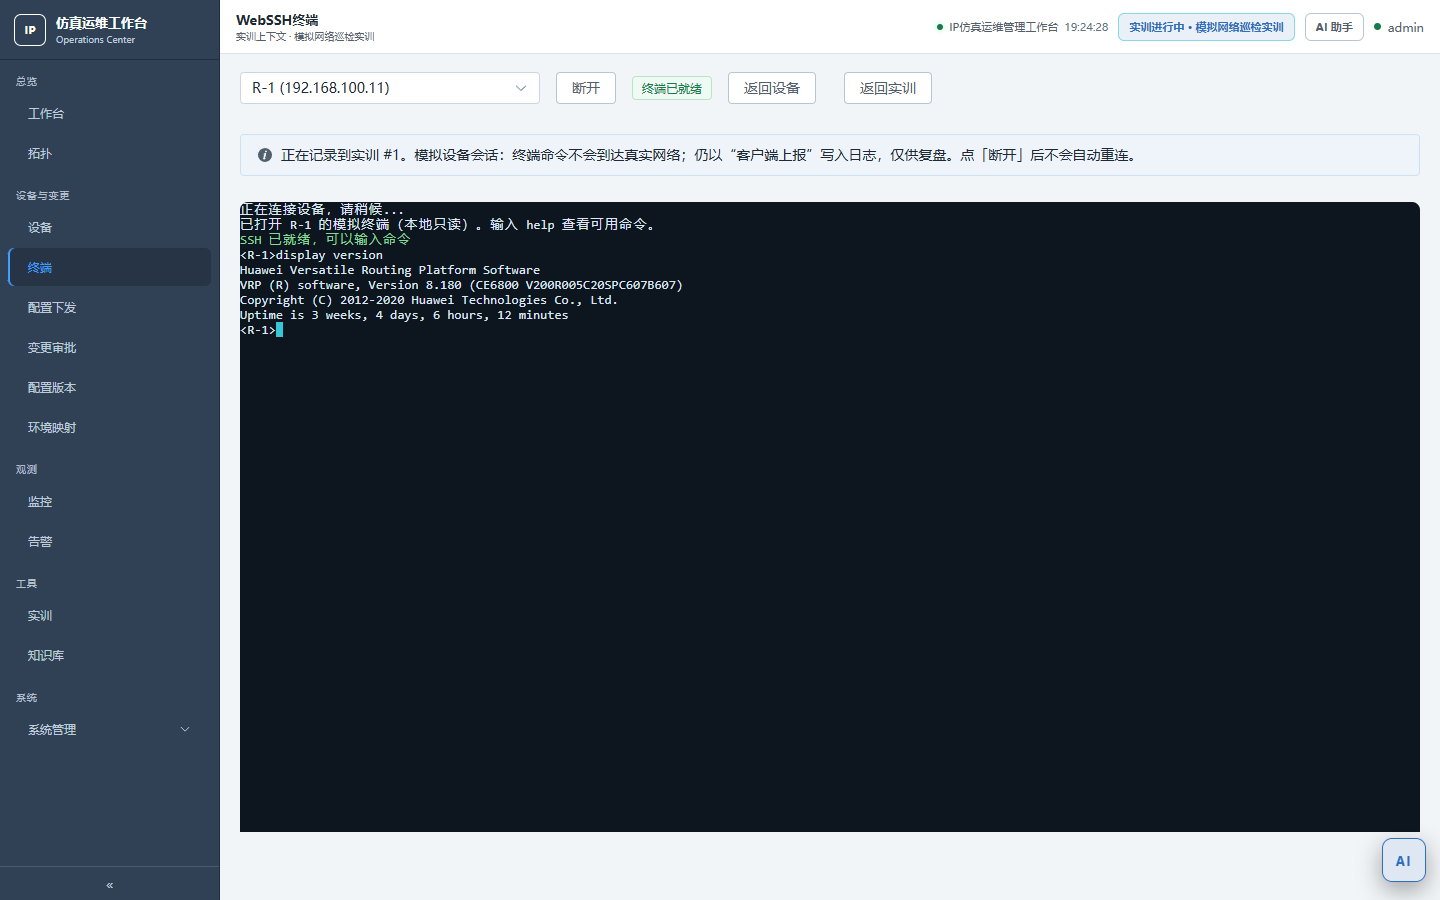 IP
仿真运维工作台
Operations Center
总览
工作台
拓扑
设备与变更
设备
终端
配置下发
变更审批
配置版本
环境映射
观测
监控
告警
工具
实训
知识库
系统
系统管理
«
WebSSH终端
实训上下文 · 模拟网络巡检实训
IP仿真运维管理工作台 19:24:28
实训进行中 • 模拟网络巡检实训
AI 助手
admin
R-1 (192.168.100.11)
断开
终端已就绪
返回设备
返回实训
正在记录到实训 #1。模拟设备会话：终端命令不会到达真实网络；仍以“客户端上报”写入日志，仅供复盘。点「断开」后不会自动重连。
正在连接设备，请稍候...
已打开 R-1 的模拟终端（本地只读）。输入 help 查看可用命令。
SSH 已就绪，可以输入命令
<R-1>display version
Huawei Versatile Routing Platform Software
VRP (R) software, Version 8.180 (CE6800 V200R005C20SPC607B607)
Copyright (C) 2012-2020 Huawei Technologies Co., Ltd.
Uptime is 3 weeks, 4 days, 6 hours, 12 minutes
<R-1>
AI